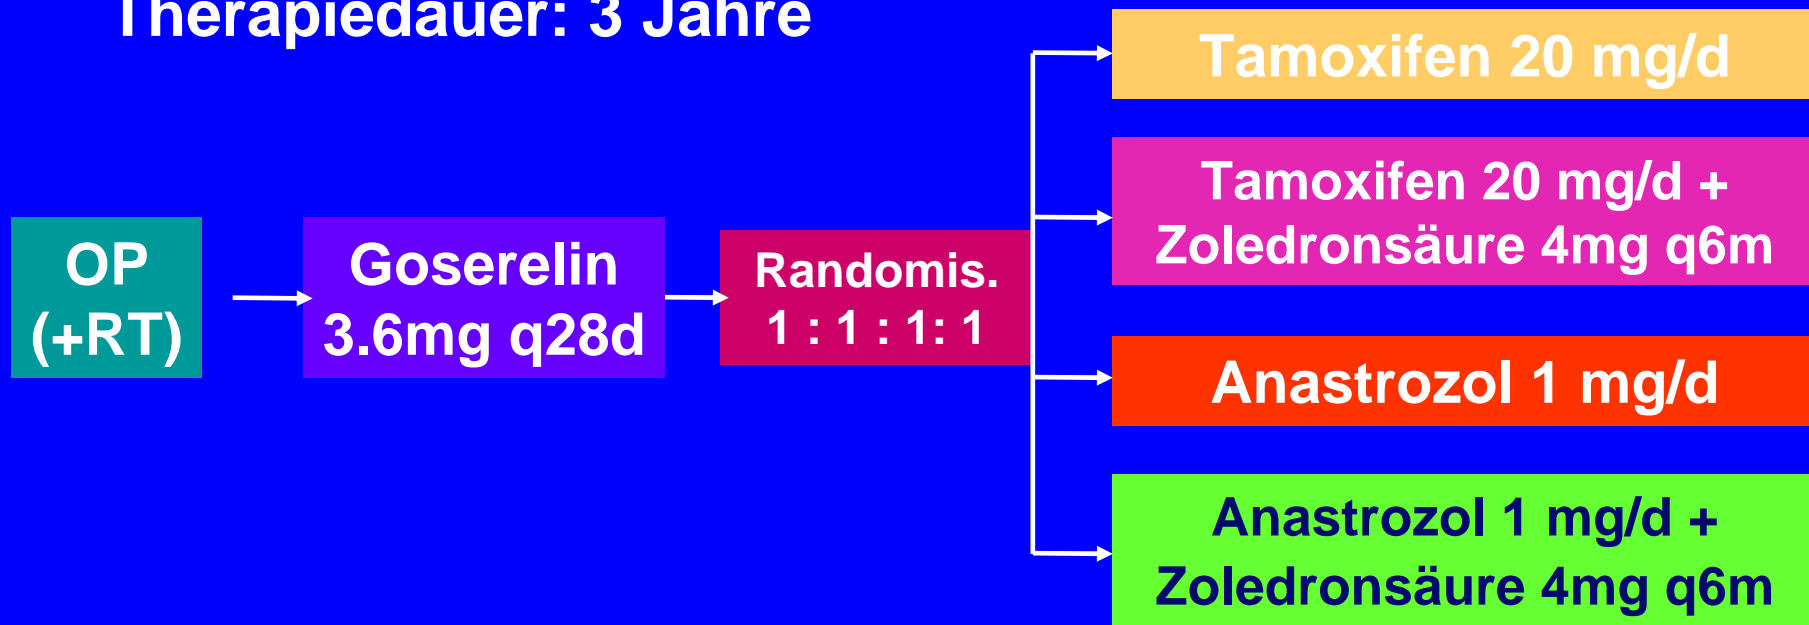 Therapiedauer: 3 Jahre
OP
(+RT)
Goserelin
3.6mg q28d
Randomis.
1 : 1 : 1: 1
Tamoxifen 20 mg/d
Tamoxifen 20 mg/d +
Zoledronsäure 4mg q6m
Anastrozol 1 mg/d
Anastrozol 1 mg/d +
Zoledronsäure 4mg q6m